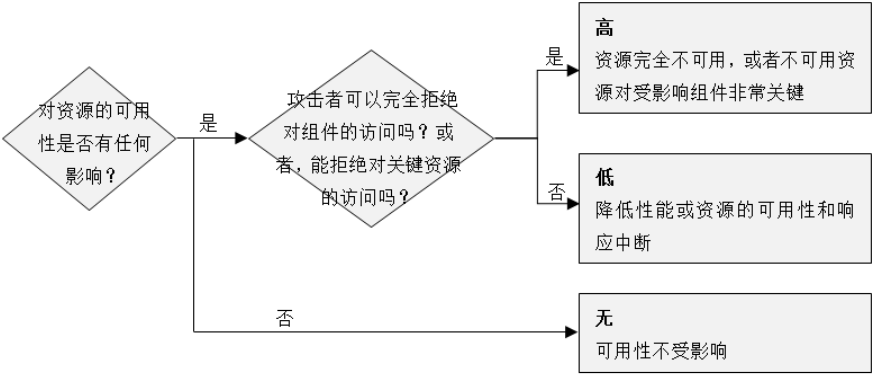 对资源的可用
性是否有任何
影响？
是
攻击者可以完全拒绝
对组件的访问吗？或
者，能拒绝对关键资源
的访问吗？
是
高
资源完全不可用，或者不可用资
源对受影响组件非常关键
否
低
降低性能或资源的可用性和响
应中断
否
无
可用性不受影响